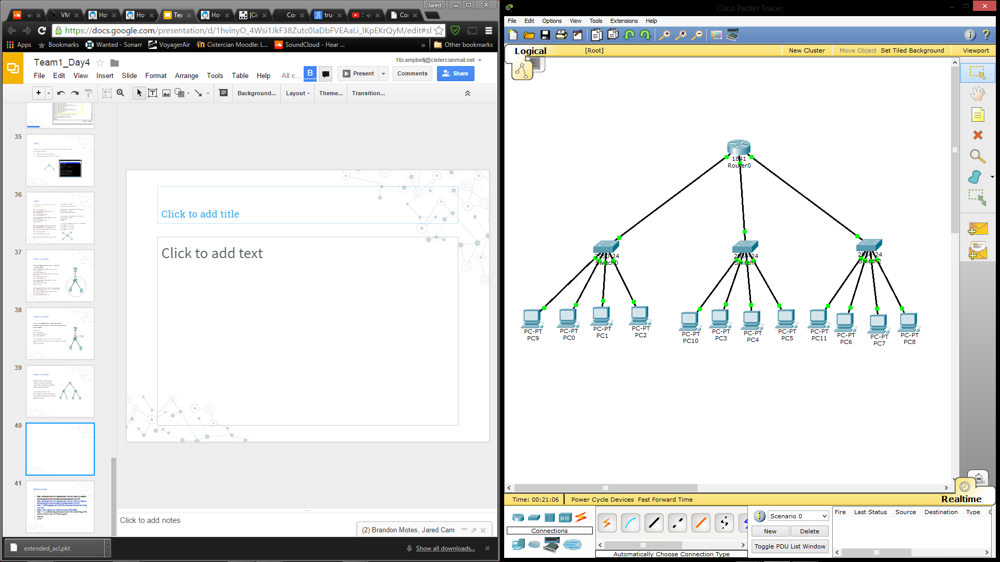 Jared
VM
Ho
Ho
Tea
Ho
[Ci
Co
tru
Co
https://docs.google.com/presentation/d/1hvinyO_4Wsi1JkF38Zutc0IaDbFVEAaLi_lKpEKrQyM/edit#sl
Apps
Bookmarks
Wanted - Sonarr
VoyagerAir
Cistercian Moodle: L...
SoundCloud - Hear ...
»
Other bookmarks
Team1_Day4
16campbellj@cistercianmail.net
File Edit View Insert Slide Format Arrange Tools Table Help All c...
B
Present
Comments
Share
Background...
Layout
Theme...
Transition...
35
36
37
38
39
40
41
Resources
Click to add title
Click to add text
Click to add notes
(2) Brandon Motes, Jared Cam
extended_acl.pkt
Show all downloads...
Cisco Packet Tracer
File Edit Options View Tools Extensions Help
Logical
[Root]
New Cluster
Move Object
Set Tiled Background
Viewport
1841
Router0
2950-24
Switch0
Switch1
Switch2
PC-PT
PC9
PC-PT
PC0
PC-PT
PC1
PC-PT
PC2
PC-PT
PC10
PC-PT
PC3
PC-PT
PC4
PC-PT
PC5
PC-PT
PC11
PC-PT
PC6
PC-PT
PC7
PC-PT
PC8
Time: 00:21:06
Power Cycle Devices Fast Forward Time
Realtime
Connections
Automatically Choose Connection Type
Scenario 0
New
Delete
Toggle PDU List Window
Fire Last Status Source Destination Type